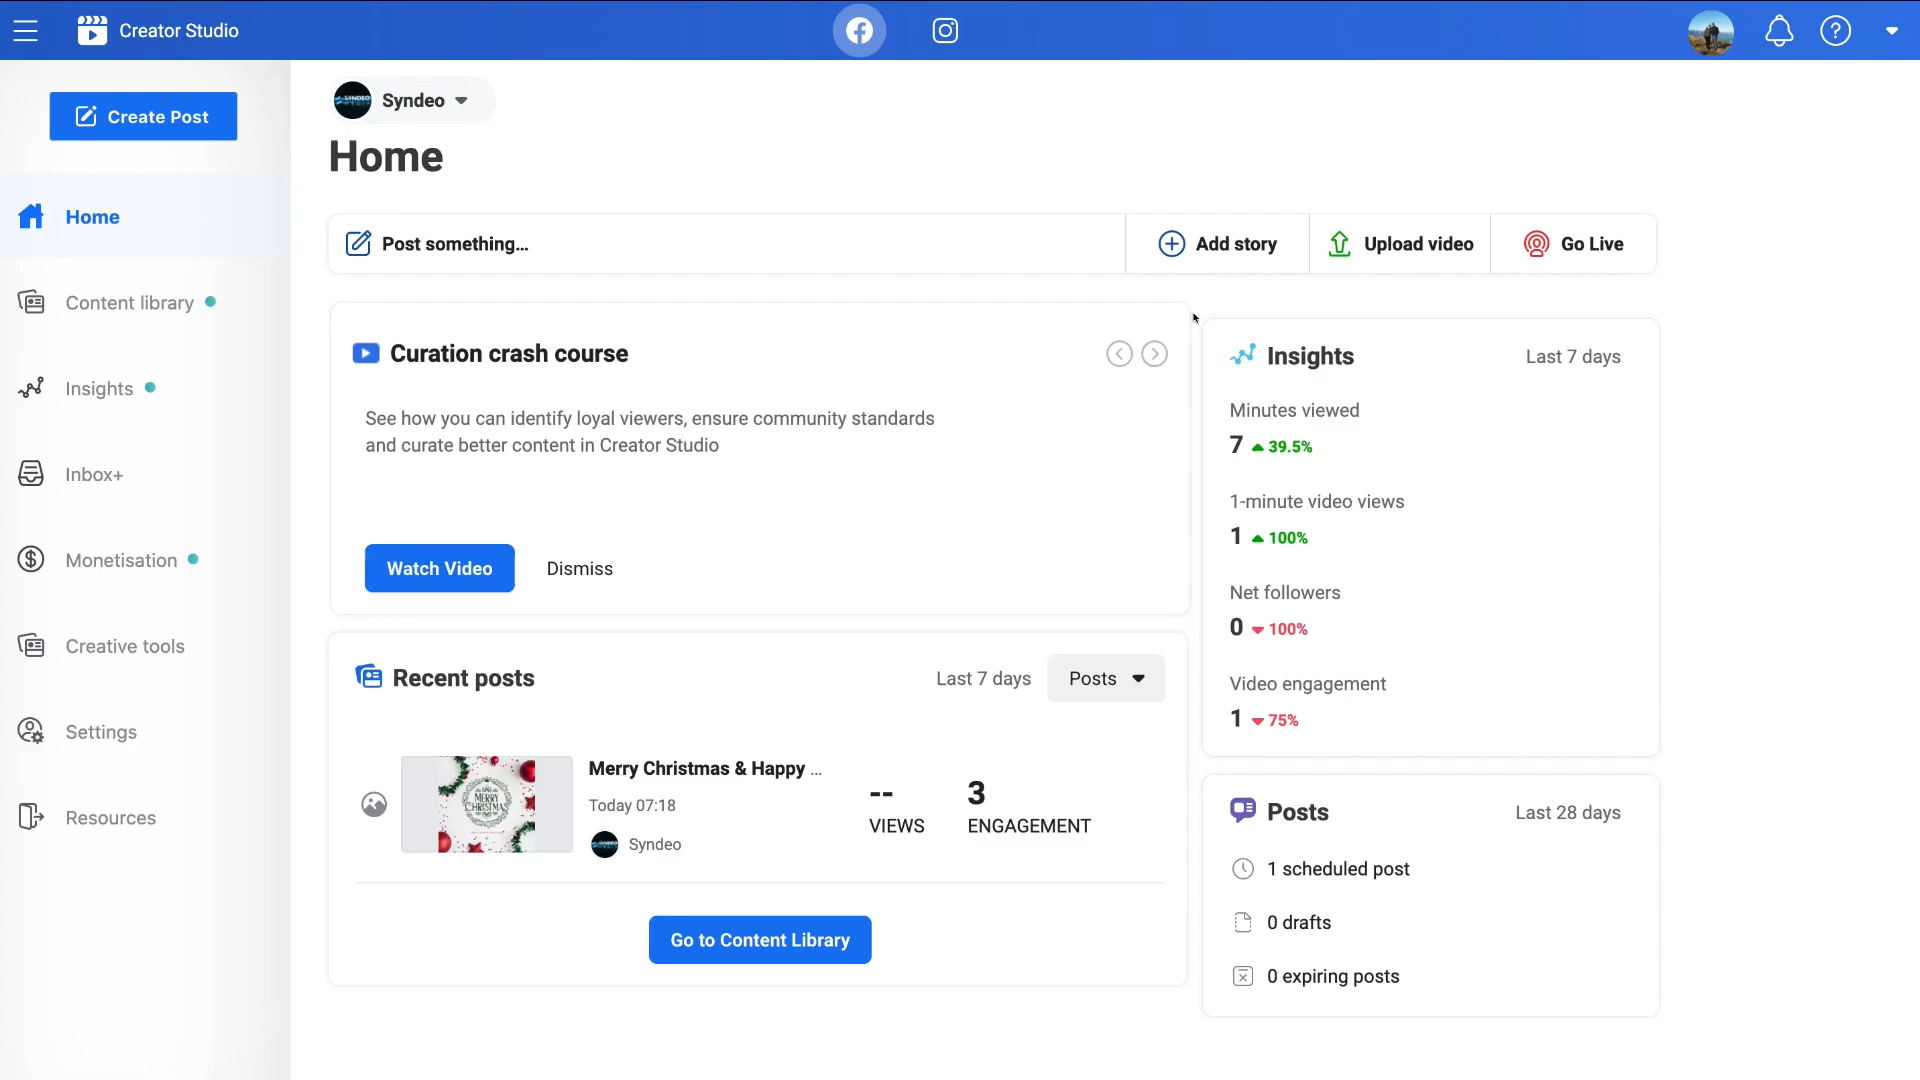 Creator Studio
Create Post
Home
Content library
Insights
Inbox+
Monetisation
Creative tools
Settings
Resources
Syndeo
Home
Post something...
Add story
Upload video
Go Live
Curation crash course
See how you can identify loyal viewers, ensure community standards
and curate better content in Creator Studio
Watch Video
Dismiss
Recent posts
Last 7 days
Posts
MERRY
CHRISTMAS
Merry Christmas & Happy ...
Today 07:18
Syndeo
--
VIEWS
3
ENGAGEMENT
Go to Content Library
Insights
Last 7 days
Minutes viewed
7 39.5%
1-minute video views
1 100%
Net followers
0 100%
Video engagement
1 75%
Posts
Last 28 days
1 scheduled post
0 drafts
0 expiring posts